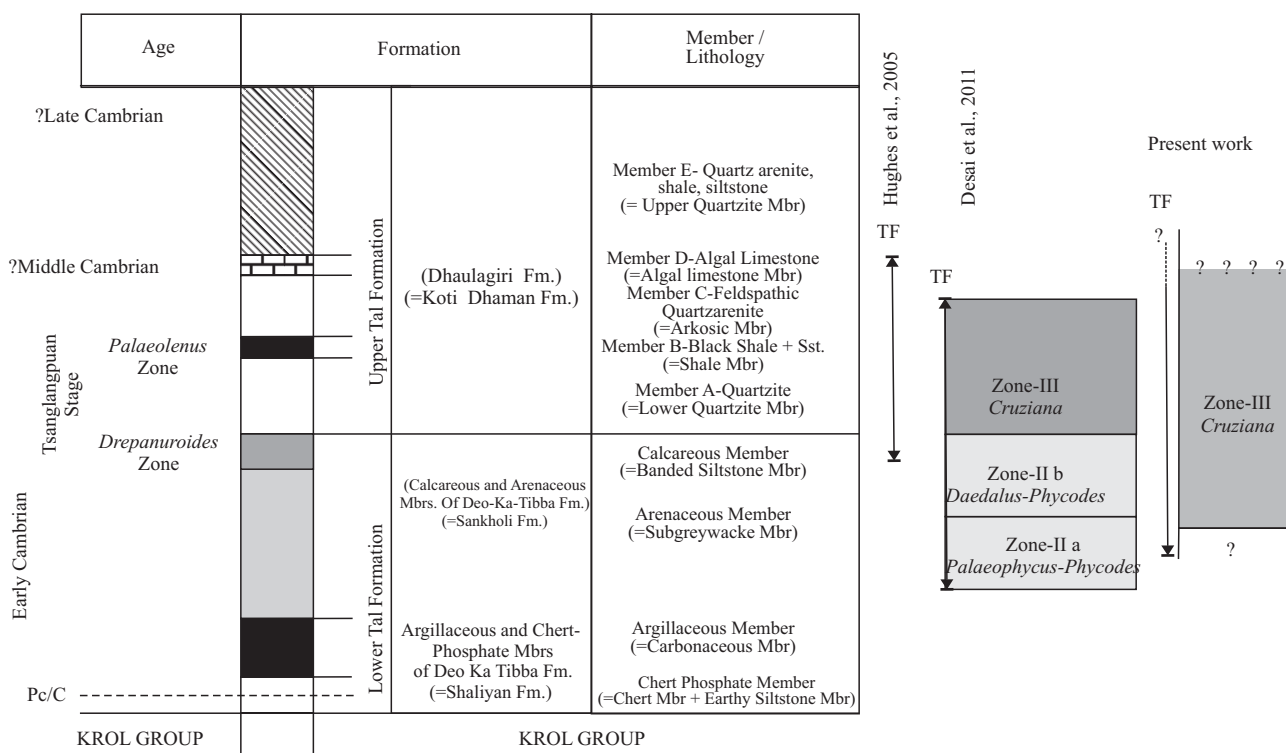 Age
Formation
Member /
Lithology
?Late Cambrian
?Middle Cambrian
Tsanglangpuan
Stage
Palaeolenus
Zone
Drepanuroides
Zone
Early Cambrian
Pc/C
KROL GROUP
Upper Tal Formation
Lower Tal Formation
(Dhaulagiri Fm.)
(=Koti Dhaman Fm.)
(Calcareous and Arenaceous
Mbrs. Of Deo-Ka-Tibba Fm.)
(=Sankholi Fm.)
Argillaceous and Chert-
Phosphate Mbrs
of Deo Ka Tibba Fm.
(=Shaliyan Fm.)
Member E- Quartz arenite,
shale, siltstone
(= Upper Quartzite Mbr)
Member D-Algal Limestone
(=Algal limestone Mbr)
Member C-Feldspathic
Quartzarenite
(=Arkosic Mbr)
Member B-Black Shale + Sst.
(=Shale Mbr)
Member A-Quartzite
(=Lower Quartzite Mbr)
Calcareous Member
(=Banded Siltstone Mbr)
Arenaceous Member
(=Subgreywacke Mbr)
Argillaceous Member
(=Carbonaceous Mbr)
Chert Phosphate Member
(=Chert Mbr + Earthy Siltstone Mbr)
KROL GROUP
Hughes et al., 2005
TF
Desai et al., 2011
TF
Zone-III
Cruziana
Zone-II b
Daedalus-Phycodes
Zone-II a
Palaeophycus-Phycodes
Present work
TF
?
? ? ? ?
Zone-III
Cruziana
?